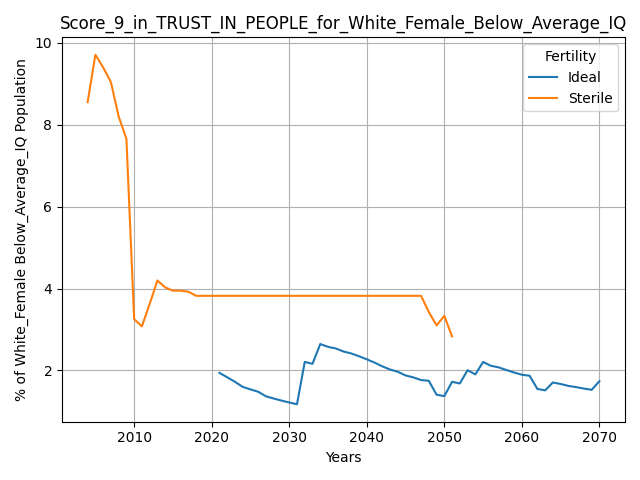 Score_9_in_TRUST_IN_PEOPLE_for_White_Female_Below_Average_IQ
% of White_Female Below_Average_IQ Population
10
8
6
4
2
Fertility
Ideal
Sterile
2010 2020 2030 2040 2050 2060 2070
Years